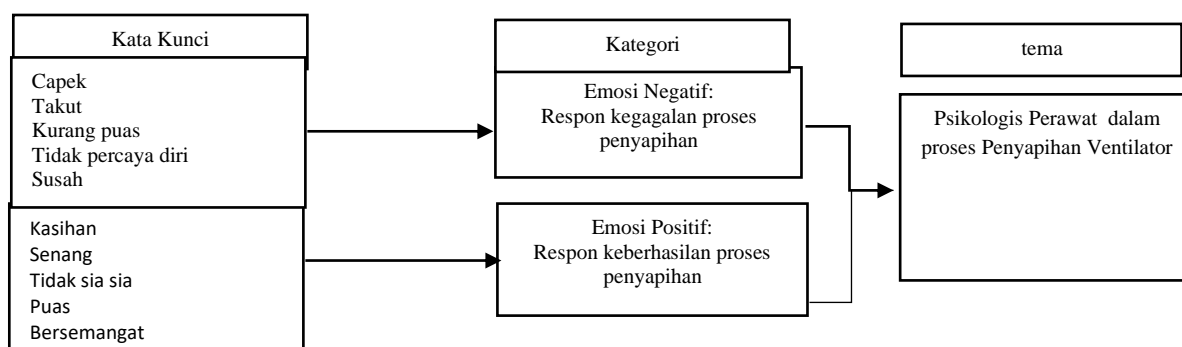 Kata Kunci
Capek
Takut
Kurang puas
Tidak percaya diri
Susah
Kasihan
Senang
Tidak sia sia
Puas
Bersemangat
Kategori
Emosi Negatif:
Respon kegagalan proses
penyapihan
Emosi Positif:
Respon keberhasilan proses
penyapihan
tema
Psikologis Perawat dalam
proses Penyapihan Ventilator